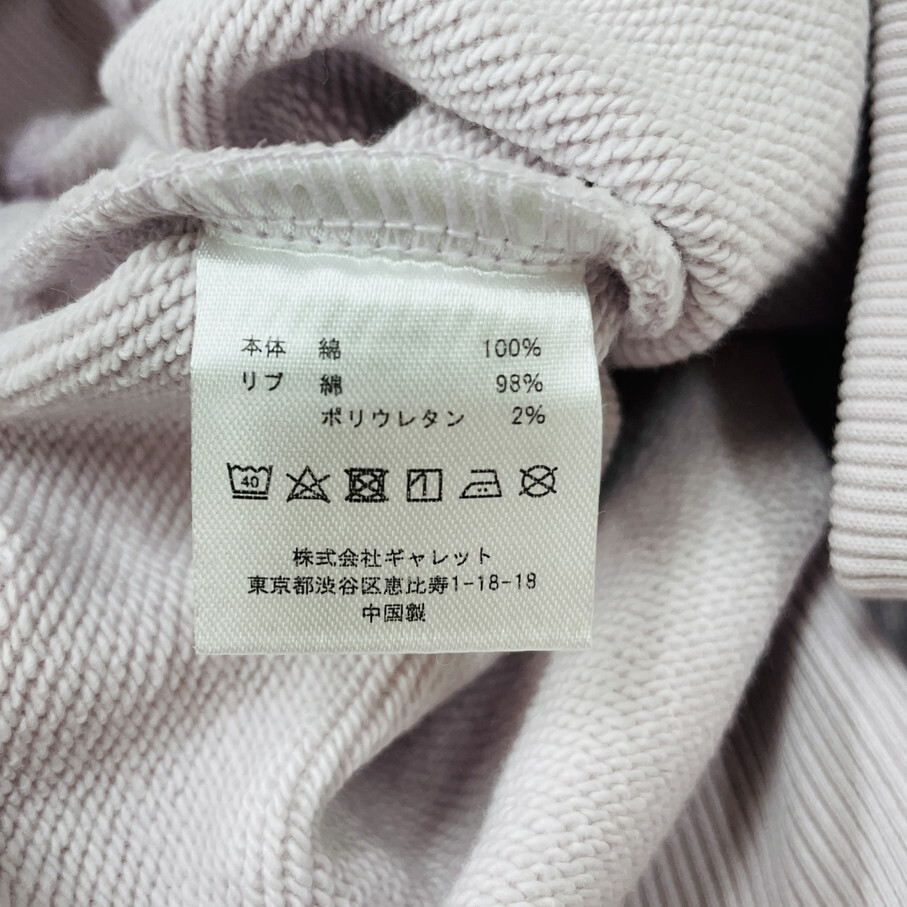 本体 綿 100%
リブ 綿 98%
ポリウレタン 2%
40
株式会社ギャレット
東京都渋谷区恵比寿1-18-18
中国製